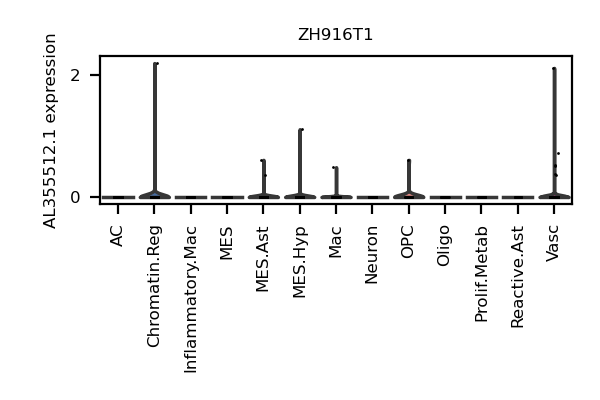 ZH916T1
AL355512.1 expression
2
0
AC
Chromatin.Reg
Inflammatory.Mac
MES
MES.Ast
MES.Hyp
Mac
Neuron
OPC
Oligo
Prolif.Metab
Reactive.Ast
Vasc